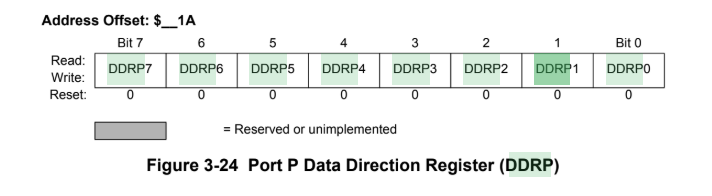 Address Offset: $__1A
Bit 7 6 5 4 3 2 1 Bit 0
Read:
Write:
DDRP7 DDRP6 DDRP5 DDRP4 DDRP3 DDRP2 DDRP1 DDRP0
Reset: 0 0 0 0 0 0 0 0
= Reserved or unimplemented
Figure 3-24 Port P Data Direction Register (DDRP)